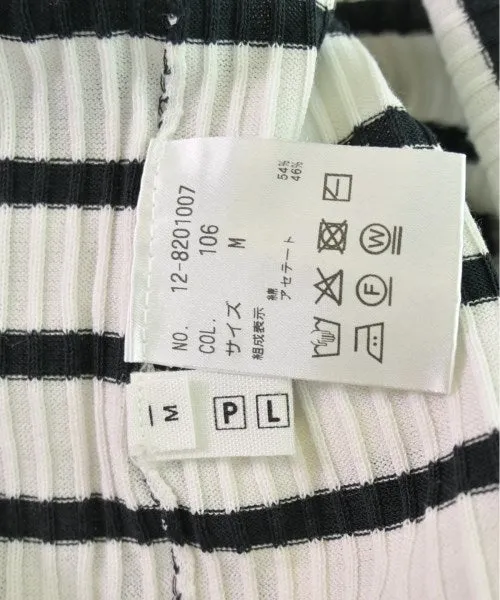 NO. 12-8201007
COL. 106
サイズ M
組成表示
綿 54%
アセテート 46%
W
F
M
P L